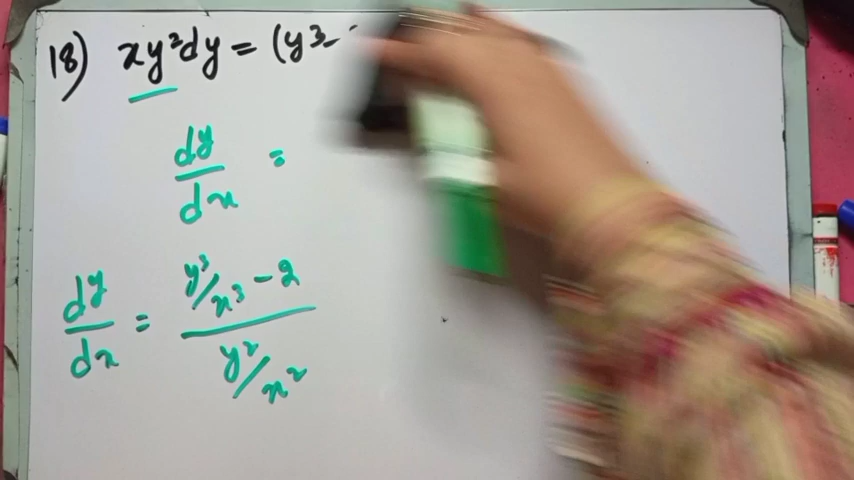 18) xy²dy = (y³-
dy/dx =
dy/dx = (y³/x³ - 2)/(y²/x²)